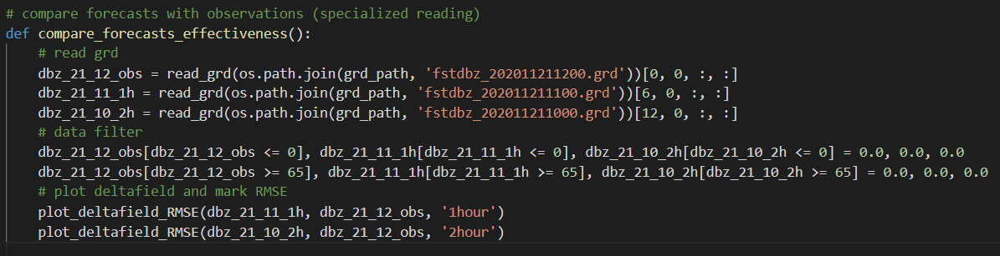 # compare forecasts with observations (specialized reading)
def compare_forecasts_effectiveness():
    # read grd
    dbz_21_12_obs = read_grd(os.path.join(grd_path, 'fstdbz_202011211200.grd'))[0, 0, :, :]
    dbz_21_11_1h = read_grd(os.path.join(grd_path, 'fstdbz_202011211100.grd'))[6, 0, :, :]
    dbz_21_10_2h = read_grd(os.path.join(grd_path, 'fstdbz_202011211000.grd'))[12, 0, :, :]
    # data filter
    dbz_21_12_obs[dbz_21_12_obs <= 0], dbz_21_11_1h[dbz_21_11_1h <= 0], dbz_21_10_2h[dbz_21_10_2h <= 0] = 0.0, 0.0, 0.0
    dbz_21_12_obs[dbz_21_12_obs >= 65], dbz_21_11_1h[dbz_21_11_1h >= 65], dbz_21_10_2h[dbz_21_10_2h >= 65] = 0.0, 0.0, 0.0
    # plot deltafield and mark RMSE
    plot_deltafield_RMSE(dbz_21_11_1h, dbz_21_12_obs, '1hour')
    plot_deltafield_RMSE(dbz_21_10_2h, dbz_21_12_obs, '2hour')